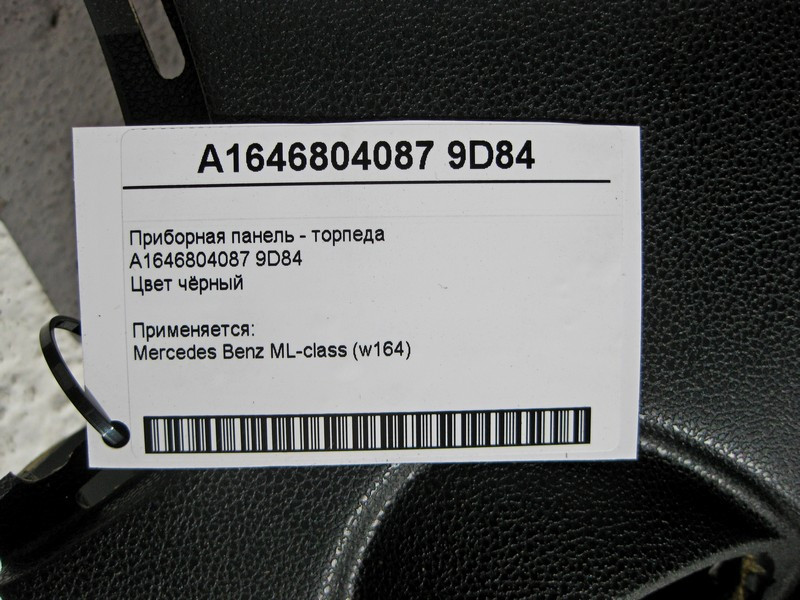 A1646804087 9D84
Приборная панель - торпеда
A1646804087 9D84
Цвет чёрный
Применяется:
Mercedes Benz ML-class (w164)